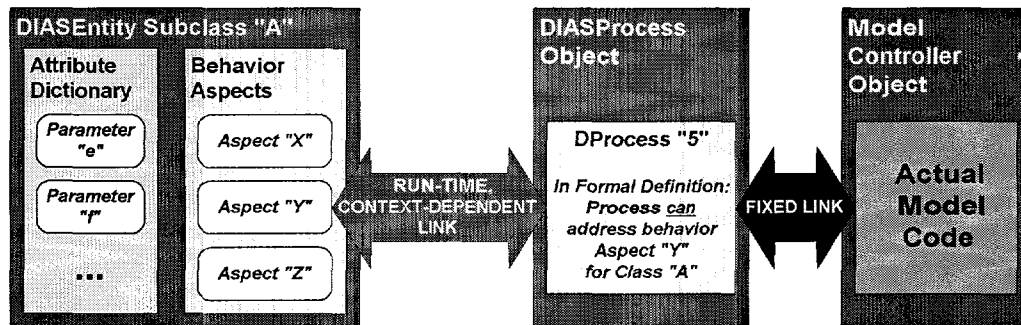 DIASEntity Subclass "A"
Attribute
Dictionary
Parameter
"e"
Parameter
"f"
...
Behavior
Aspects
Aspect "X"
Aspect "Y"
Aspect "Z"
RUN-TIME,
CONTEXT-DEPENDENT
LINK
DIASProcess
Object
DProcess "5"
In Formal Definition:
Process can
address behavior
Aspect "Y"
for Class "A"
FIXED LINK
Model
Controller
Object
Actual
Model
Code